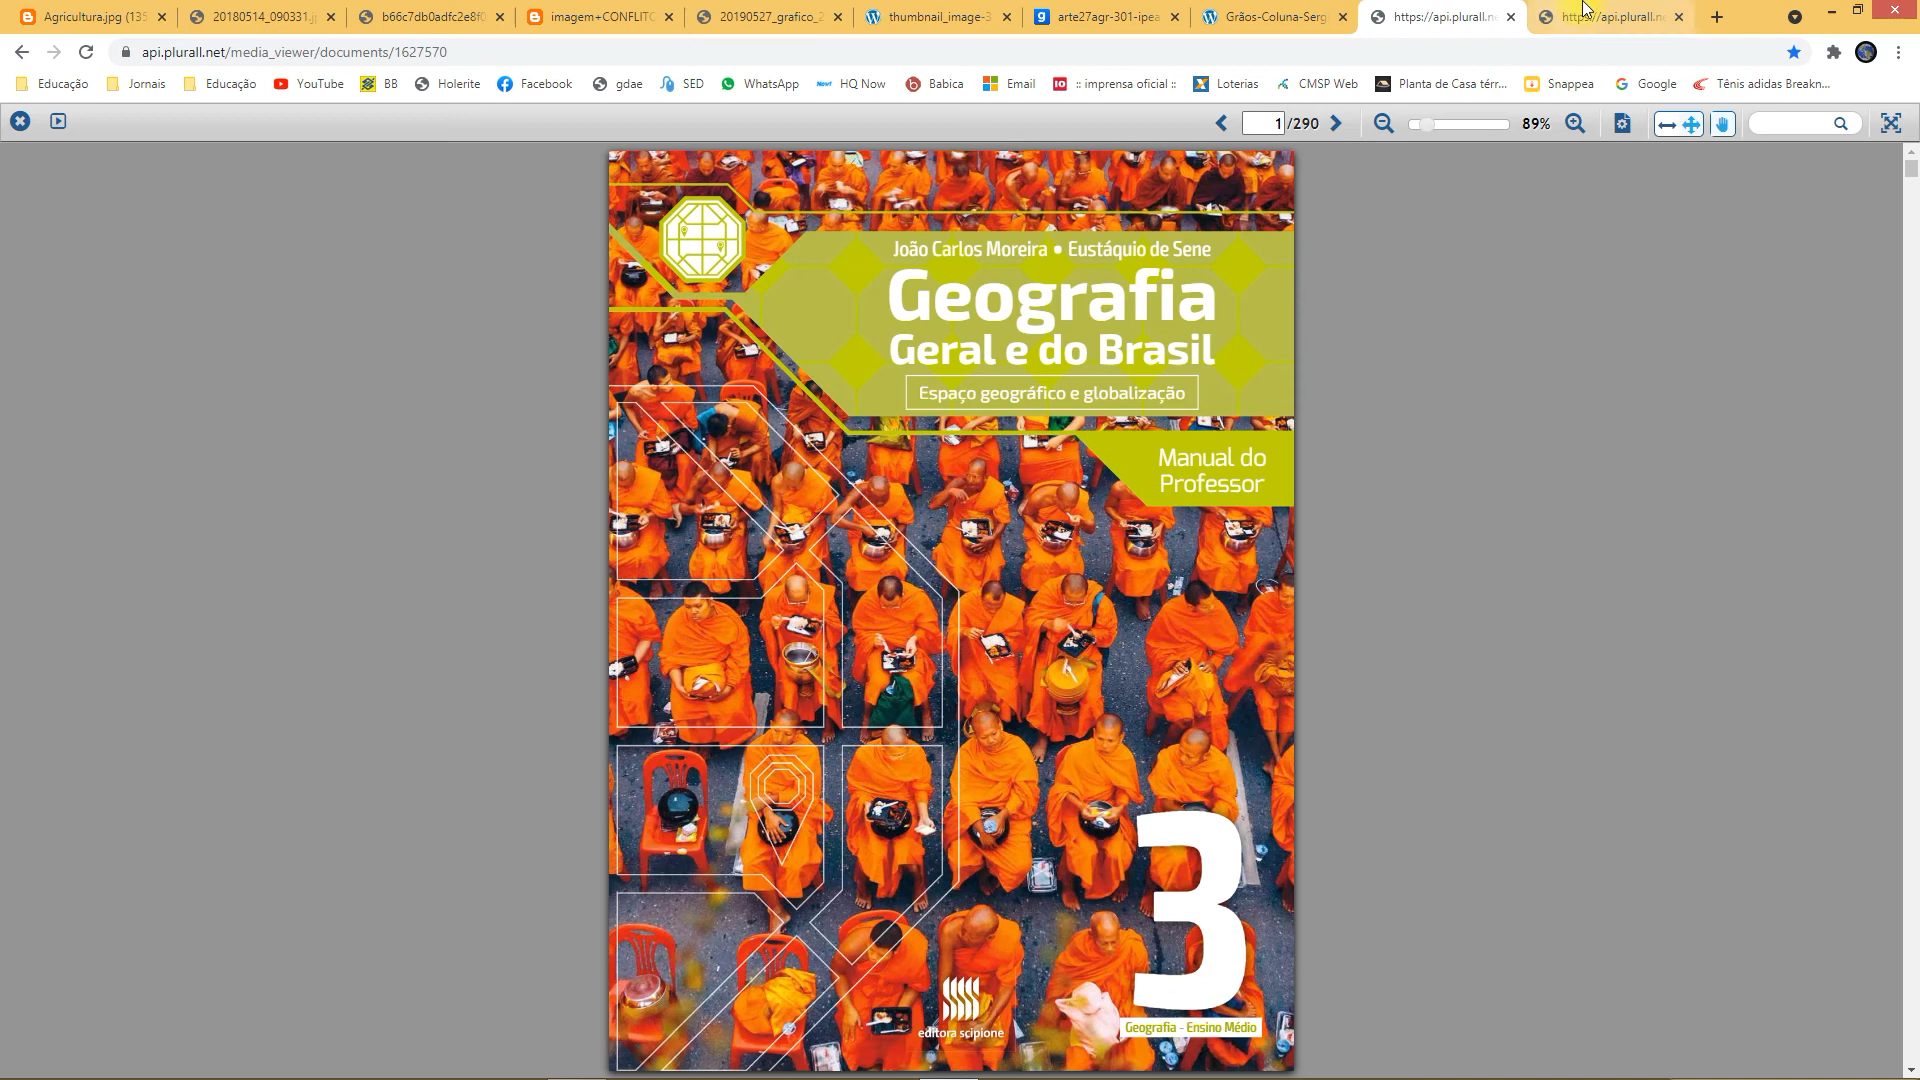 Agricultura.jpg (135
20180514_090331.j
b66c7db0adfc2e8f0
imagem+CONFLITO
20190527_grafico_2
thumbnail_image-3
arte27agr-301-ipea
Grãos-Coluna-Serg
https://api.plurall.ne
https://api.plurall.ne
api.plurall.net/media_viewer/documents/1627570
Educação
Jornais
Educação
YouTube
BB
Holerite
Facebook
gdae
SED
WhatsApp
HQ Now
Babica
Email
:: imprensa oficial ::
Loterias
CMSP Web
Planta de Casa térr...
Snappea
Google
Tênis adidas Breakn...
1 /290
89%
João Carlos Moreira • Eustáquio de Sene
Geografia
Geral e do Brasil
Espaço geográfico e globalização
Manual do
Professor
3
editora scipione
Geografia - Ensino Médio